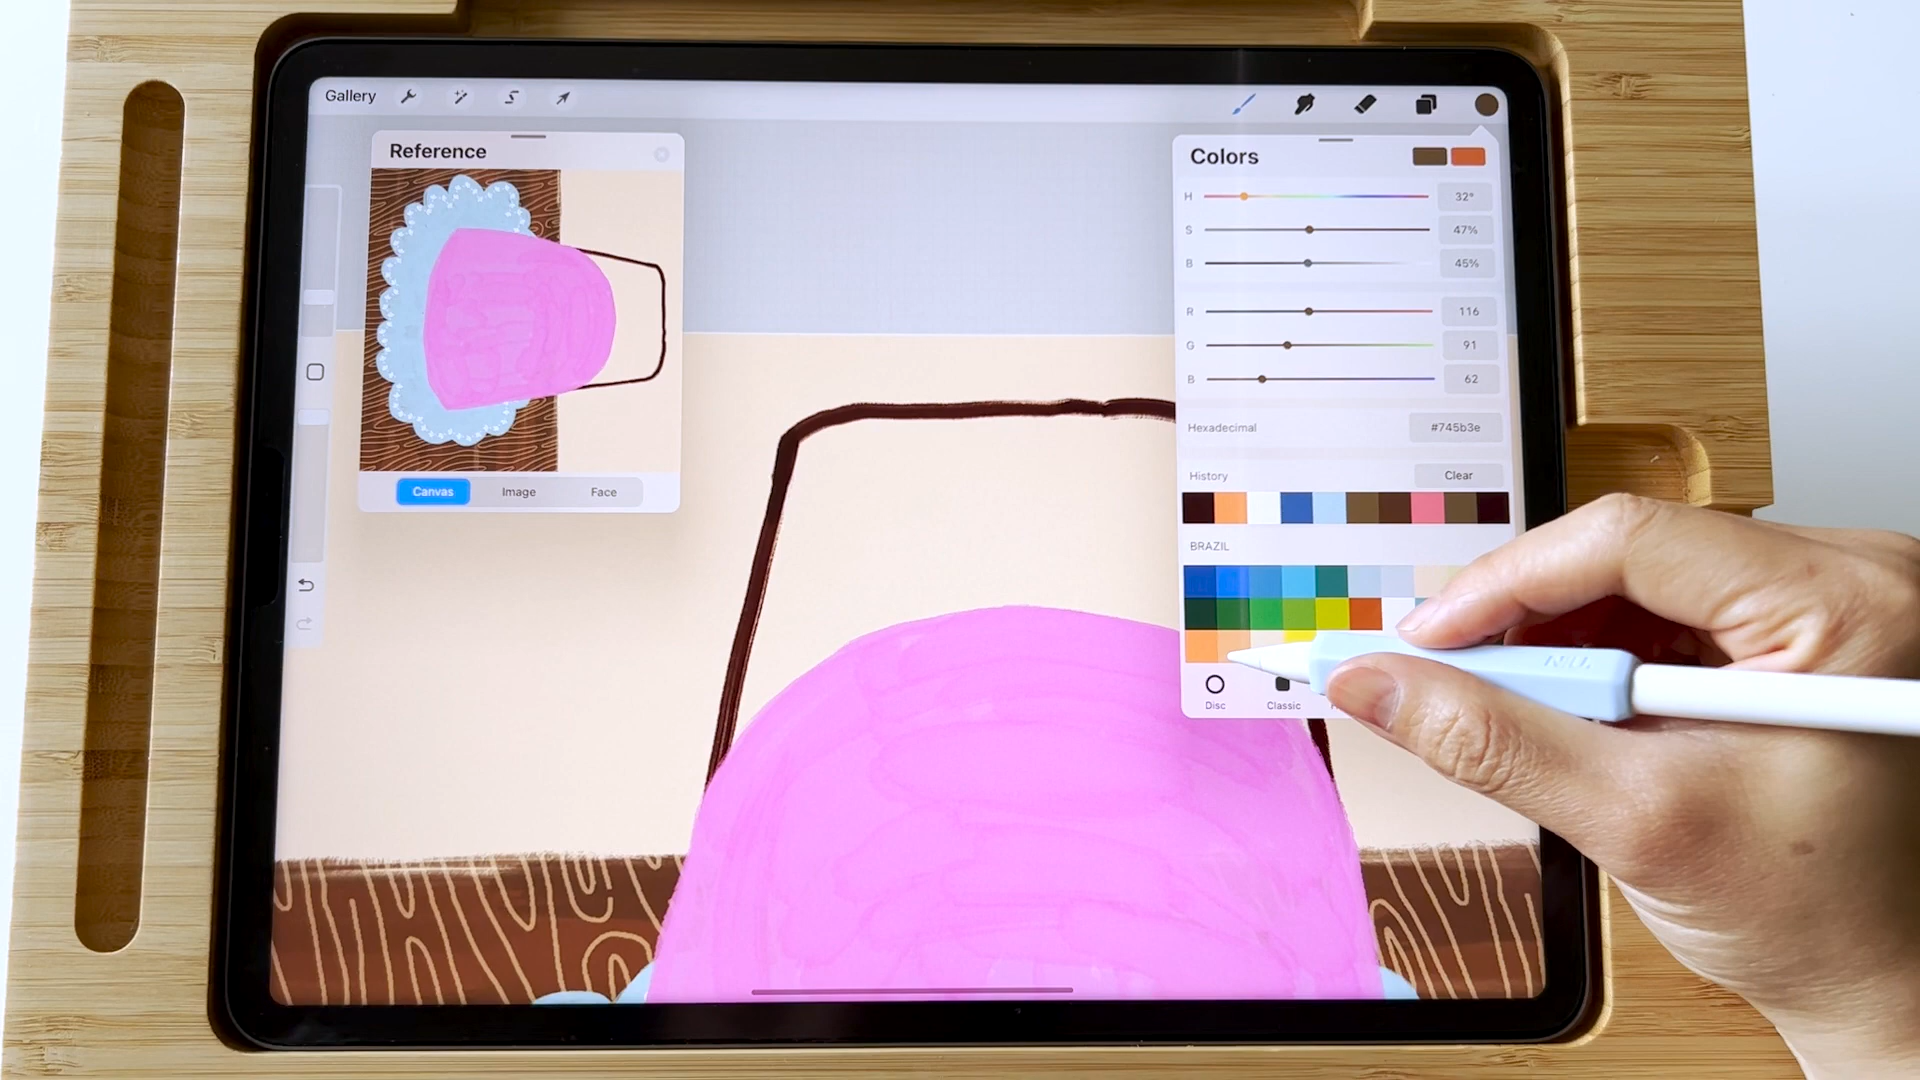 Gallery
Reference
Canvas
Image
Face
Colors
H 32°
S 47%
B 45%
R 116
G 91
B 62
Hexadecimal #745b3e
History Clear
BRAZIL
Disc
Classic